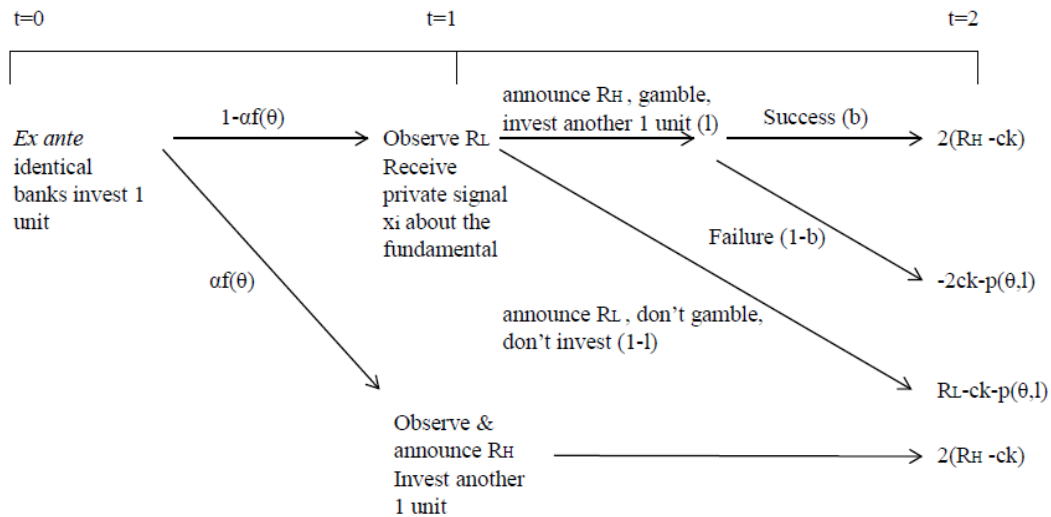 t=0
t=1
t=2
Ex ante
identical
banks invest 1
unit
1-αf(θ)
αf(θ)
Observe RL
Receive
private signal
xi about the
fundamental
announce RH , gamble,
invest another 1 unit (l)
Success (b)
2(RH -ck)
Failure (1-b)
-2ck-p(θ,l)
announce RL , don't gamble,
don't invest (1-l)
RL-ck-p(θ,l)
Observe &
announce RH
Invest another
1 unit
2(RH -ck)